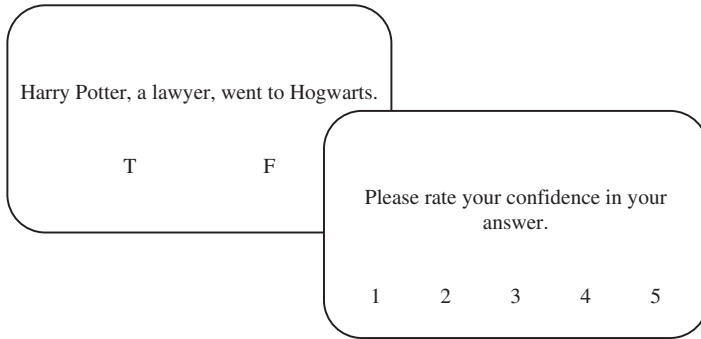 Harry Potter, a lawyer, went to Hogwarts.
T F
Please rate your confidence in your
answer.
1 2 3 4 5